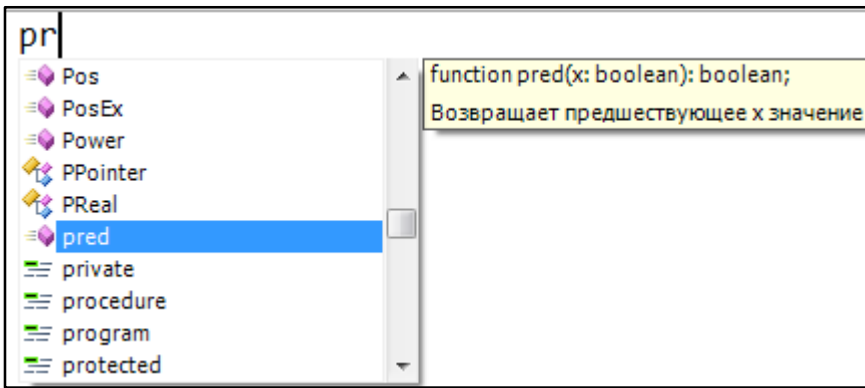 pr
Pos
PosEx
Power
PPointer
PReal
pred
private
procedure
program
protected
function pred(x: boolean): boolean;
Возвращает предшествующее x значение